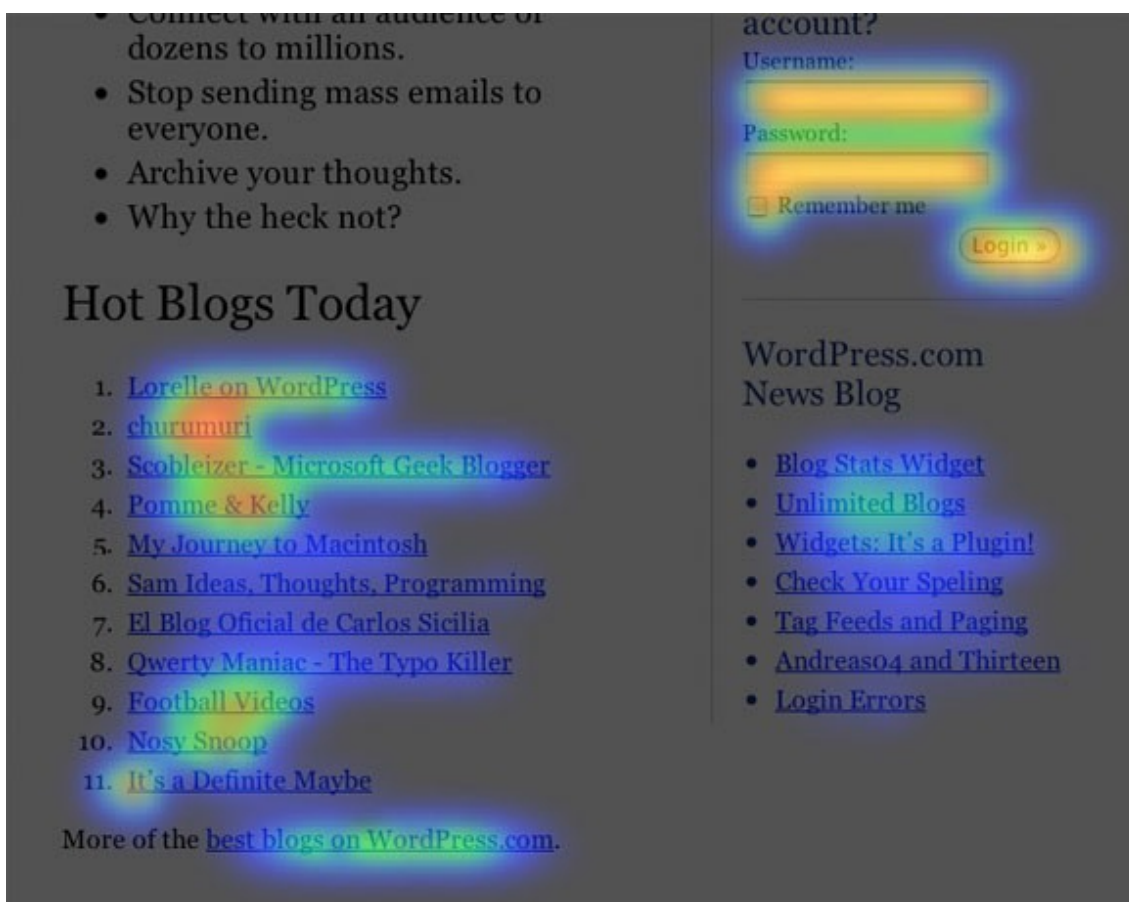 Connect with an audience of
dozens to millions.
Stop sending mass emails to
everyone.
Archive your thoughts.
Why the heck not?
Hot Blogs Today
1. Lorelle on WordPress
2. churumuri
3. Scobleizer - Microsoft Geek Blogger
4. Pomme & Kelly
5. My Journey to Macintosh
6. Sam Ideas, Thoughts, Programming
7. El Blog Oficial de Carlos Sicilia
8. Qwerty Maniac - The Typo Killer
9. Football Videos
10. Nosy Snoop
11. It's a Definite Maybe
More of the best blogs on WordPress.com.
account?
Username:
Password:
Remember me
Login »
WordPress.com
News Blog
Blog Stats Widget
Unlimited Blogs
Widgets: It's a Plugin!
Check Your Speling
Tag Feeds and Paging
Andreas04 and Thirteen
Login Errors